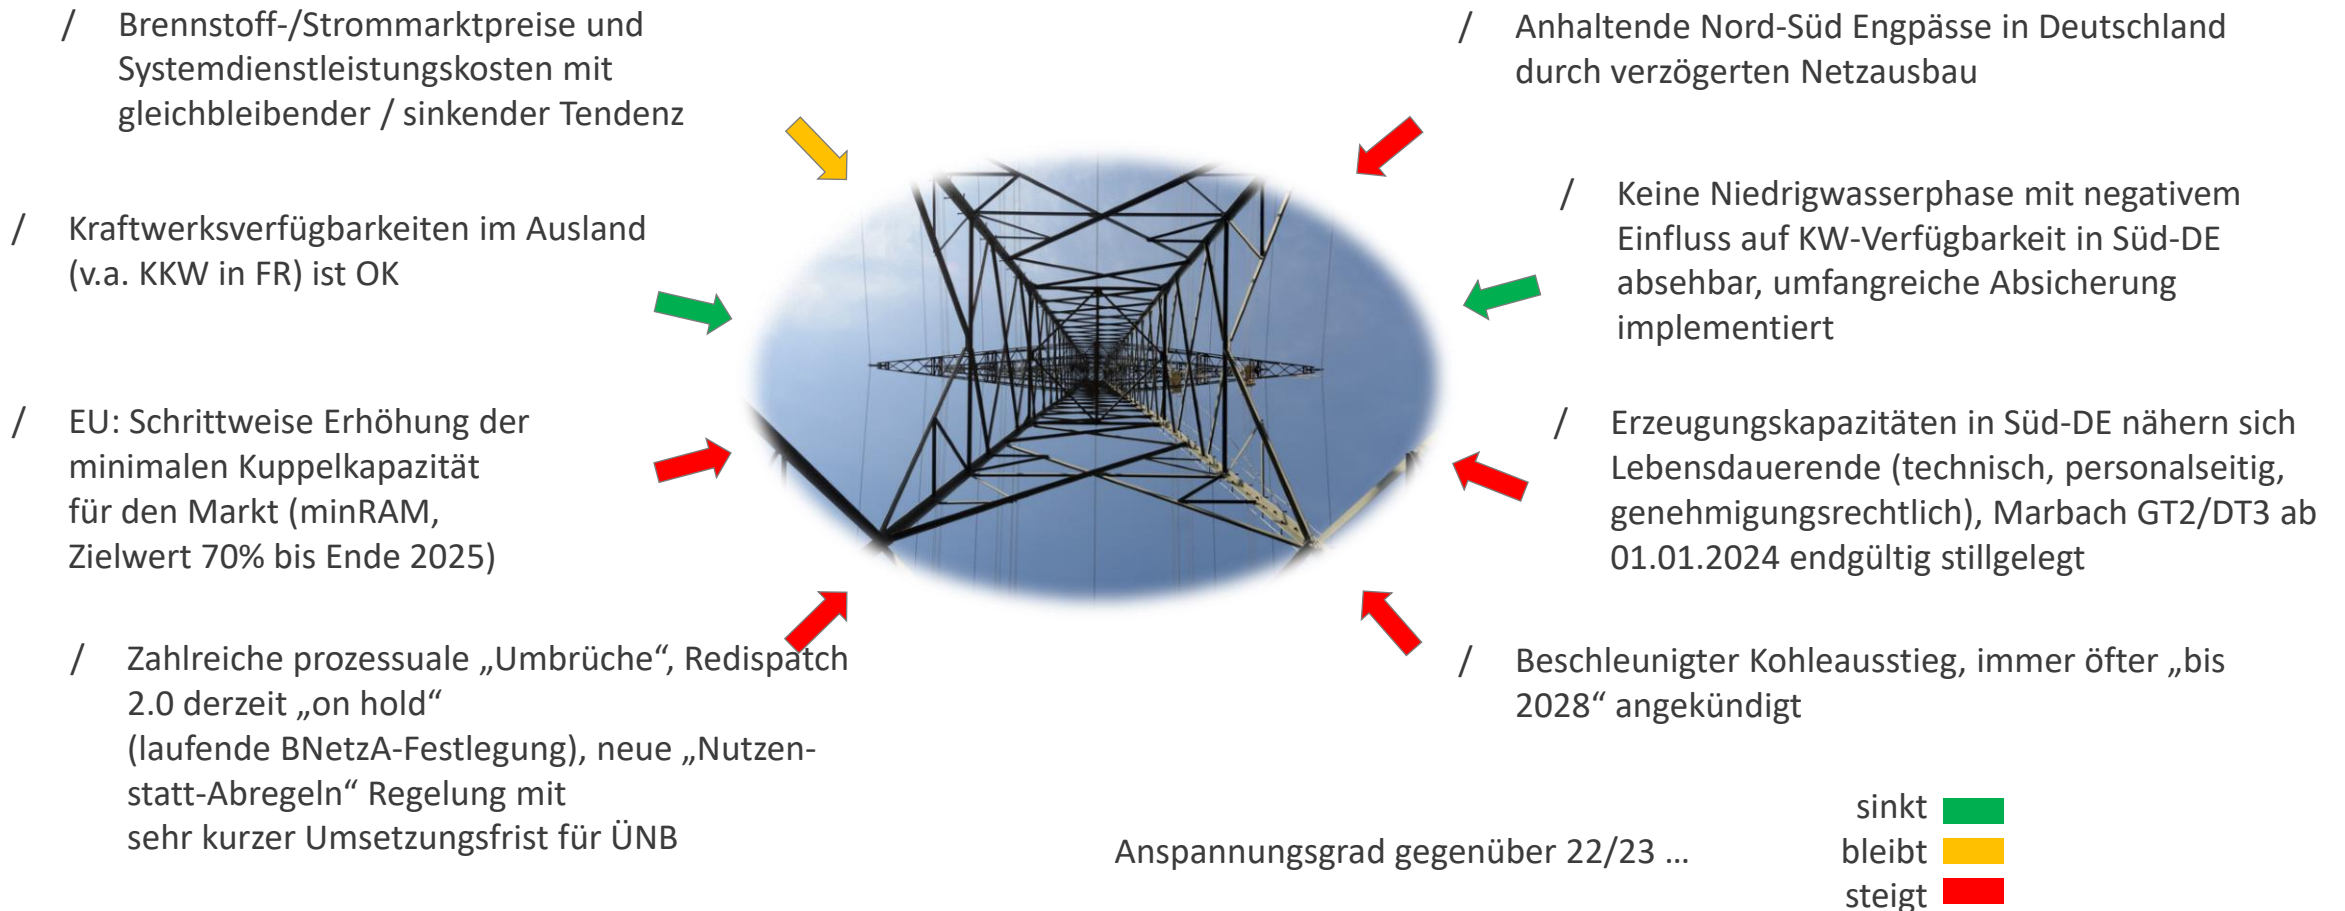 / Brennstoff-/Strommarktpreise und
Systemdienstleistungskosten mit
gleichbleibender / sinkender Tendenz
/ Kraftwerksverfügbarkeiten im Ausland
(v.a. KKW in FR) ist OK
/ EU: Schrittweise Erhöhung der
minimalen Kuppelkapazität
für den Markt (minRAM,
Zielwert 70% bis Ende 2025)
/ Zahlreiche prozessuale „Umbrüche“, Redispatch
2.0 derzeit „on hold“
(laufende BNetzA-Festlegung), neue „Nutzen-
statt-Abregeln“ Regelung mit
sehr kurzer Umsetzungsfrist für ÜNB
/ Anhaltende Nord-Süd Engpässe in Deutschland
durch verzögerten Netzausbau
/ Keine Niedrigwasserphase mit negativem
Einfluss auf KW-Verfügbarkeit in Süd-DE
absehbar, umfangreiche Absicherung
implementiert
/ Erzeugungskapazitäten in Süd-DE nähern sich
Lebensdauerende (technisch, personalseitig,
genehmigungsrechtlich), Marbach GT2/DT3 ab
01.01.2024 endgültig stillgelegt
/ Beschleunigter Kohleausstieg, immer öfter „bis
2028“ angekündigt
Anspannungsgrad gegenüber 22/23 …
sinkt
bleibt
steigt